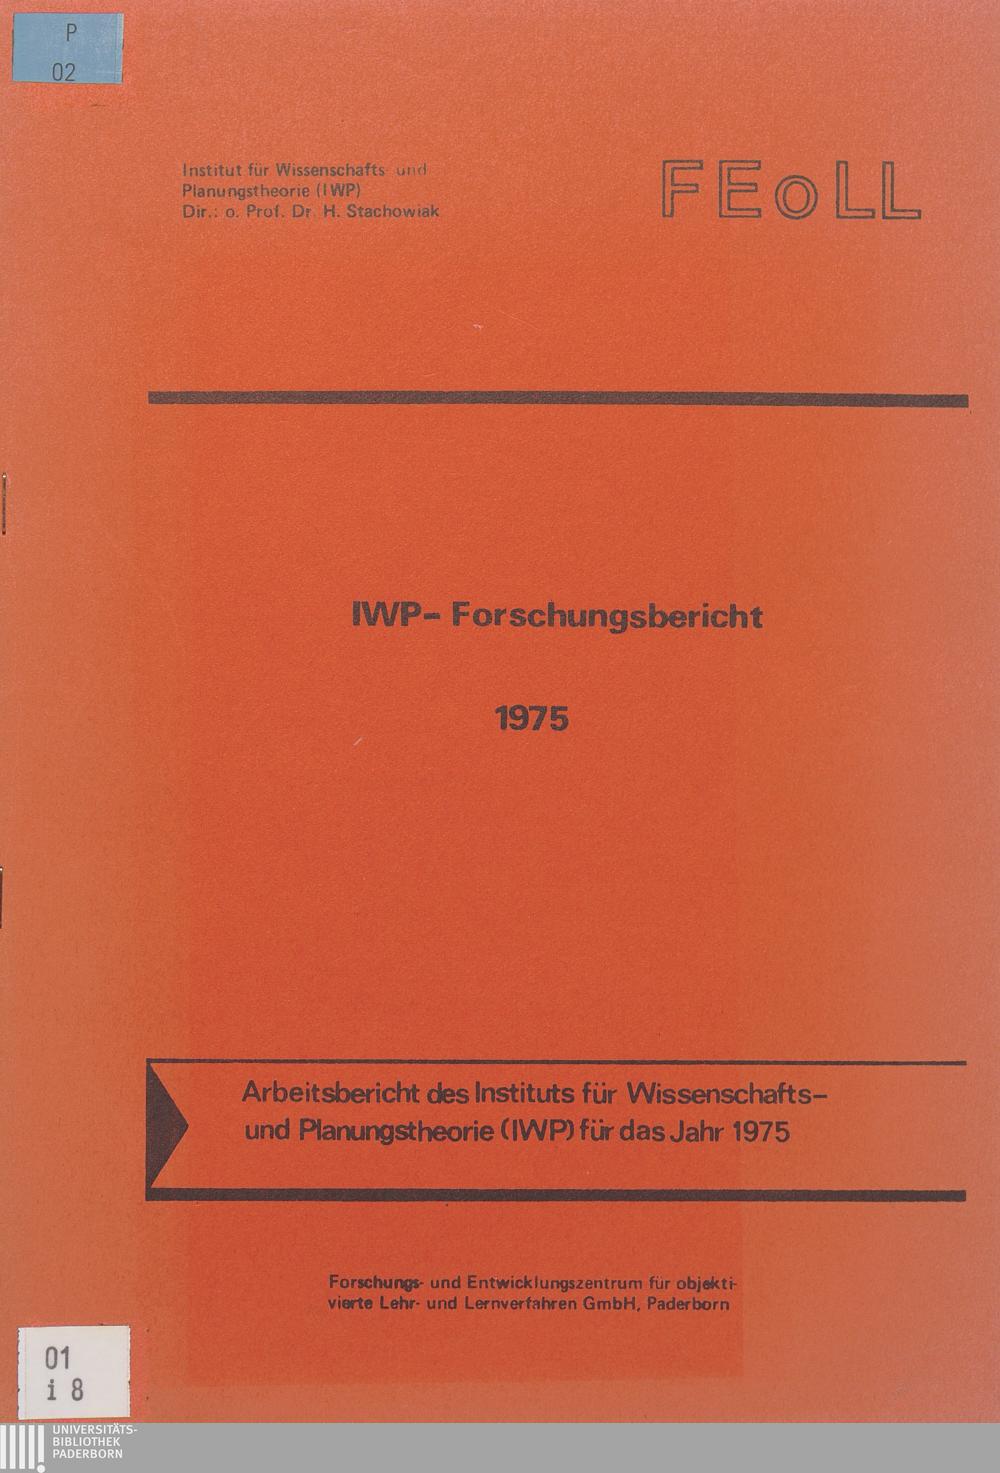 P
02
Institut für Wissenschafts- und
Planungstheorie (IWP)
Dir.: o. Prof. Dr. H. Stachowiak
FEoLL
IWP- Forschungsbericht
1975
Arbeitsbericht des Instituts für Wissenschafts-
und Planungstheorie (IWP) für das Jahr 1975
Forschungs- und Entwicklungszentrum für objekti-
vierte Lehr- und Lernverfahren GmbH, Paderborn
01
i 8
UNIVERSITÄTS-
BIBLIOTHEK
PADERBORN